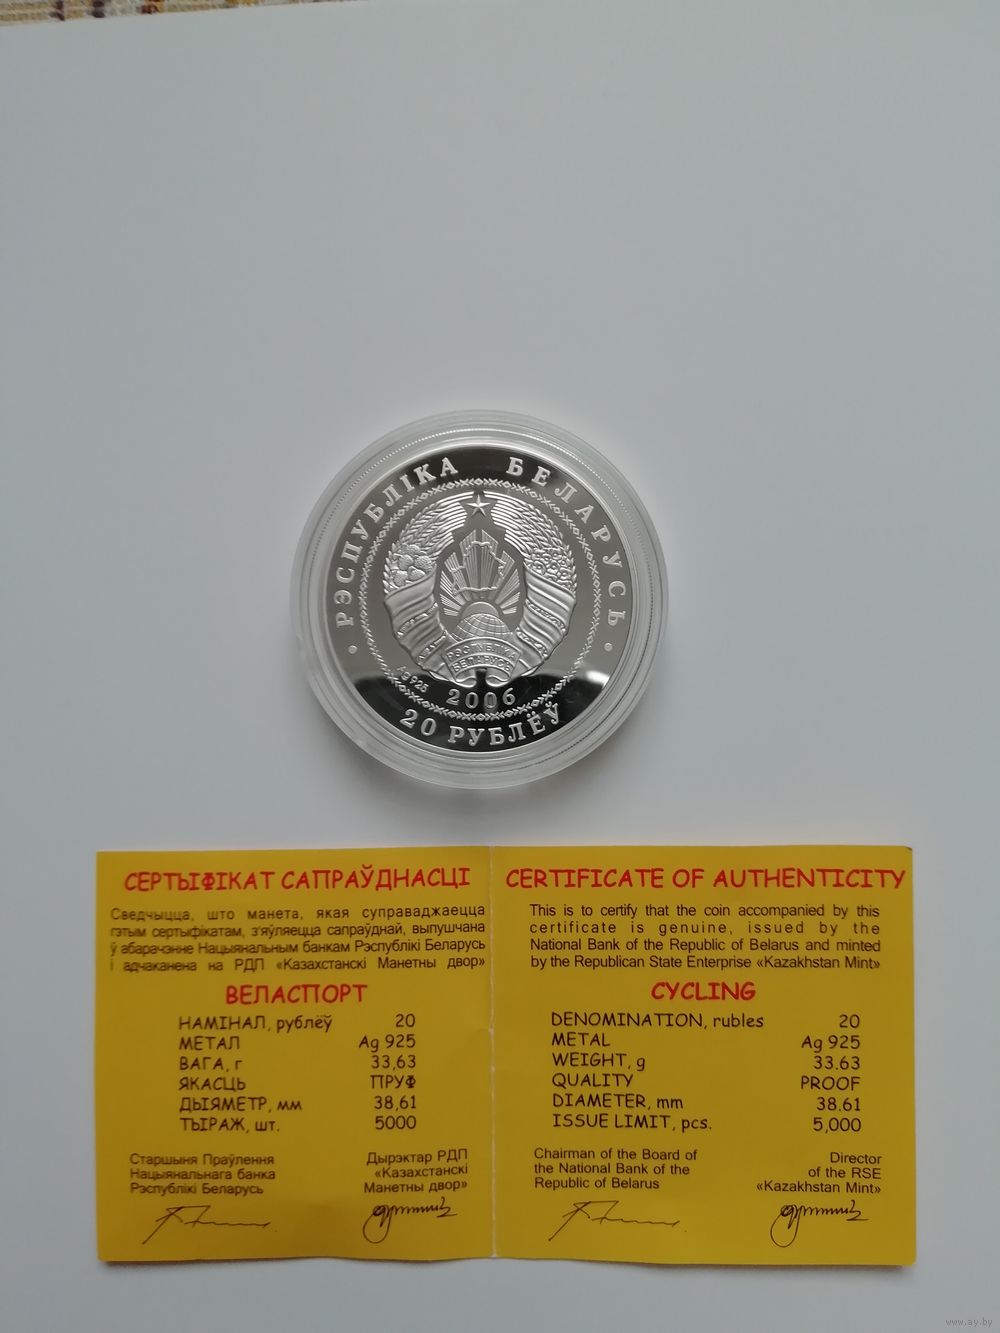 РЭСПУБЛІКА БЕЛАРУСЬ
РЭСПУБЛІКА
БЕЛАРУСЬ
Ag 925
2006
20 РУБЛЁЎ
СЕРТЫФІКАТ САПРАЎДНАСЦІ
Сведчыцца, што манета, якая суправаджаецца
гэтым сертыфікатам, з'яўляецца сапраўднай, выпушчана
ў абарачэнне Нацыянальным банкам Рэспублікі Беларусь
і адчаканена на РДП «Казахстанскі Манетны двор»
ВЕЛАСПОРТ
НАМІНАЛ, рублёў 20
МЕТАЛ Ag 925
ВАГА, г 33,63
ЯКАСЦЬ ПРУФ
ДЫЯМЕТР, мм 38,61
ТЫРАЖ, шт. 5000
Старшыня Праўлення
Нацыянальнага банка
Рэспублікі Беларусь
Дырэктар РДП
«Казахстанскі
Манетны двор»
CERTIFICATE OF AUTHENTICITY
This is to certify that the coin accompanied by this
certificate is genuine, issued by the
National Bank of the Republic of Belarus and minted
by the Republican State Enterprise «Kazakhstan Mint»
CYCLING
DENOMINATION, rubles 20
METAL Ag 925
WEIGHT, g 33.63
QUALITY PROOF
DIAMETER, mm 38.61
ISSUE LIMIT, pcs. 5,000
Chairman of the Board of
the National Bank of the
Republic of Belarus
Director
of the RSE
«Kazakhstan Mint»
www.ay.by